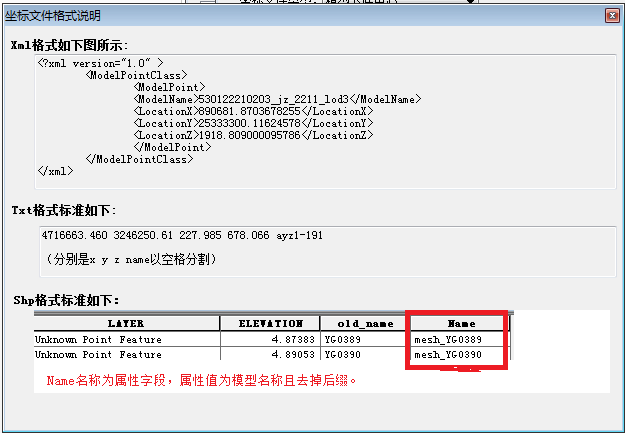 坐标文件格式说明
Xml格式如下图所示:
<?xml version="1.0" >
<ModelPointClass>
<ModelPoint>
<ModelName>530122210203_jz_2211_lod3</ModelName>
<LocationX>890681.8703678255</LocationX>
<LocationY>25333300.11624578</LocationY>
<LocationZ>1918.809000095786</LocationZ>
</ModelPoint>
</ModelPointClass>
</xml>
Txt格式标准如下:
4716663.460 3246250.61 227.985 678.066 ayz1-191
（分别是x y z name以空格分割）
Shp格式标准如下：
LAYER ELEVATION old_name Name
Unknown Point Feature 4.87383 YG0389 mesh_YG0389
Unknown Point Feature 4.89053 YG0390 mesh_YG0390
Name名称为属性字段，属性值为模型名称且去掉后缀。